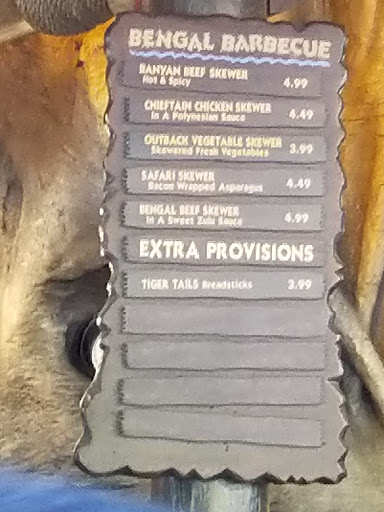 BENGAL BARBECUE
BANYAN BEEF SKEWER
Hot & Spicy 4.99
CHIEFTAIN CHICKEN SKEWER
In A Polynesian Sauce 4.49
OUTBACK VEGETABLE SKEWER
Skewered Fresh Vegetables 3.99
SAFARI SKEWER
Bacon Wrapped Asparagus 4.49
BENGAL BEEF SKEWER
In A Sweet Zulu Sauce 4.99
EXTRA PROVISIONS
TIGER TAILS Breadsticks 3.99